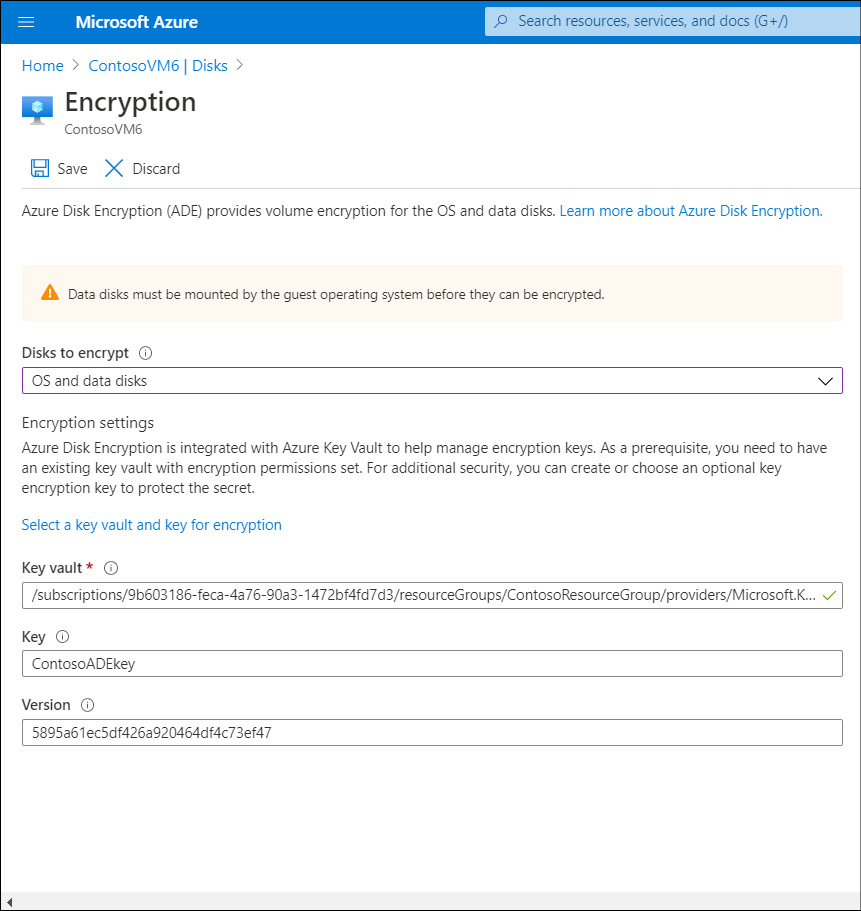 Microsoft Azure
Search resources, services, and docs (G+/)
Home > ContosoVM6 | Disks >
Encryption
ContosoVM6
Save Discard
Azure Disk Encryption (ADE) provides volume encryption for the OS and data disks. Learn more about Azure Disk Encryption.
Data disks must be mounted by the guest operating system before they can be encrypted.
Disks to encrypt
OS and data disks
Encryption settings
Azure Disk Encryption is integrated with Azure Key Vault to help manage encryption keys. As a prerequisite, you need to have
an existing key vault with encryption permissions set. For additional security, you can create or choose an optional key
encryption key to protect the secret.
Select a key vault and key for encryption
Key vault *
/subscriptions/9b603186-feca-4a76-90a3-1472bf4fd7d3/resourceGroups/ContosoResourceGroup/providers/Microsoft.K...
Key
ContosoADEkey
Version
5895a61ec5df426a920464df4c73ef47